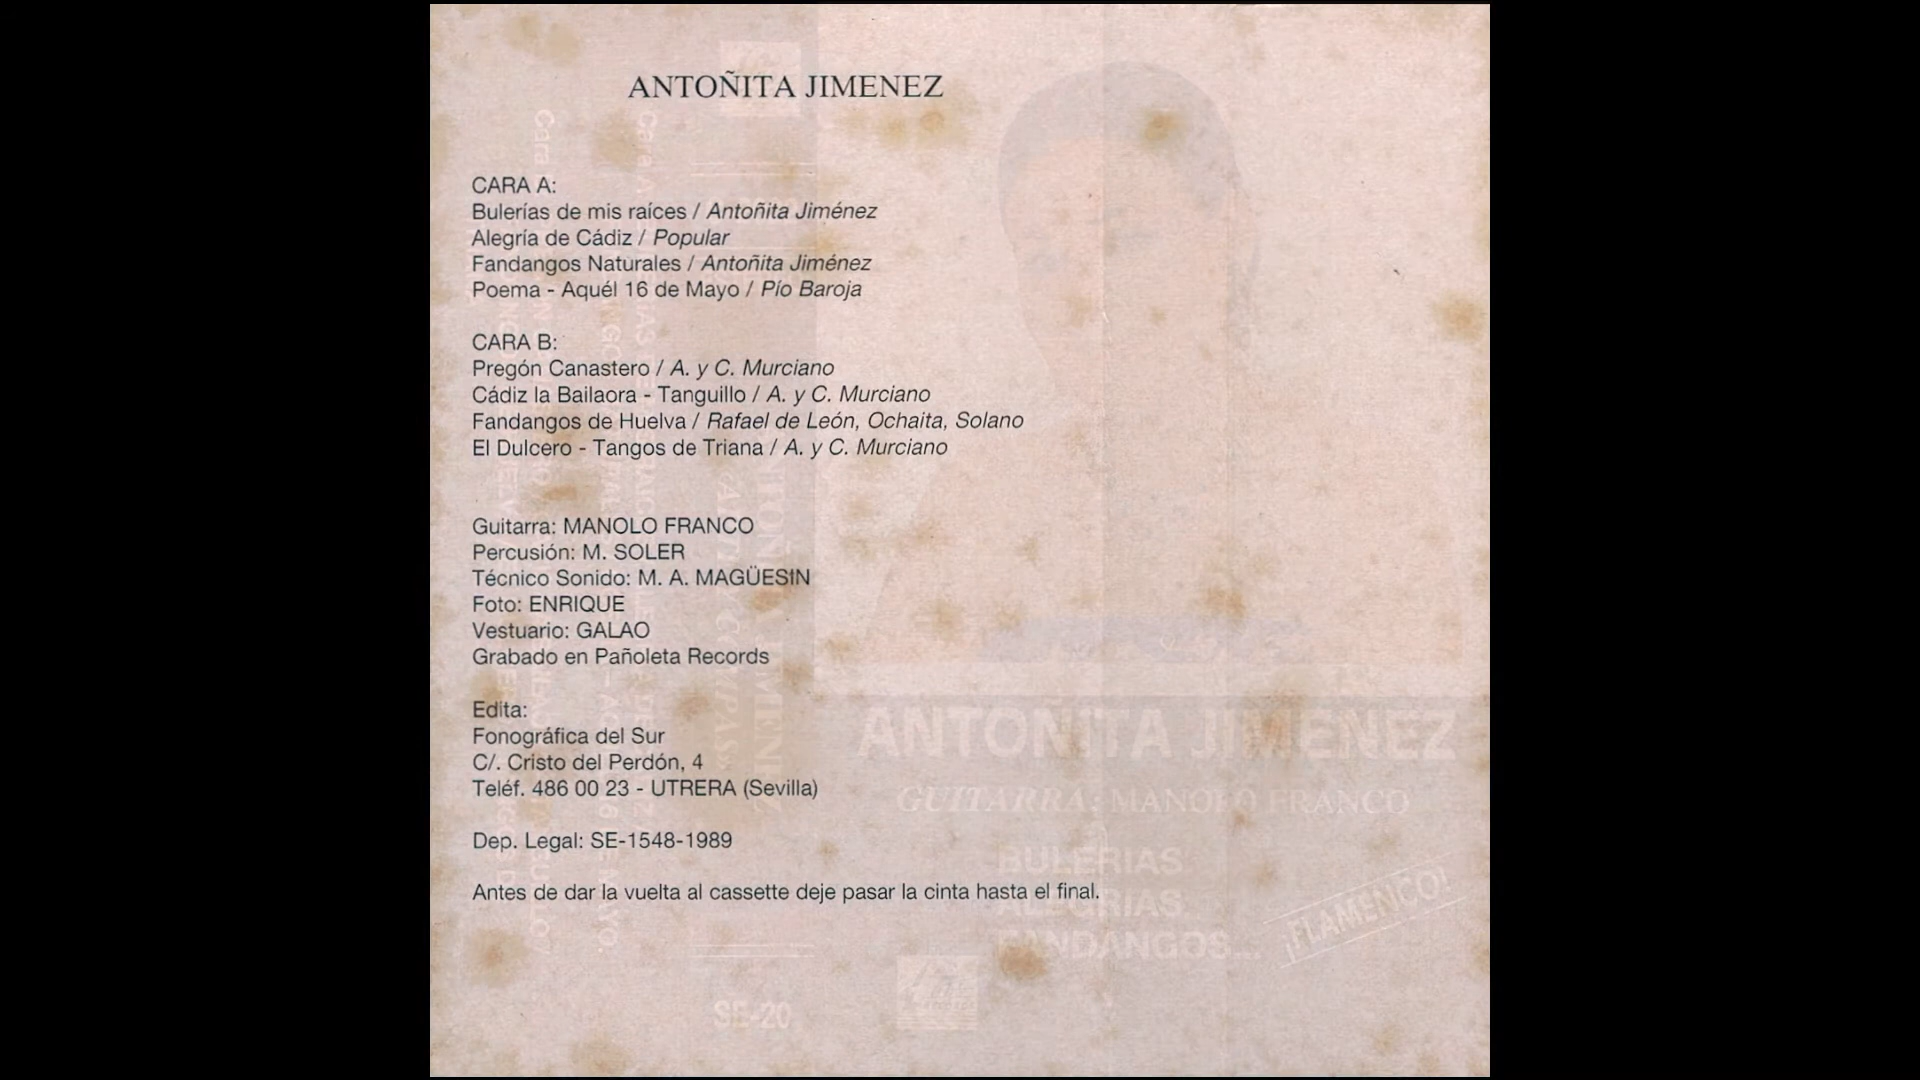 ANTOÑITA JIMENEZ
CARA A:
Bulerías de mis raíces / Antoñita Jiménez
Alegría de Cádiz / Popular
Fandangos Naturales / Antoñita Jiménez
Poema - Aquél 16 de Mayo / Pío Baroja
CARA B:
Pregón Canastero / A. y C. Murciano
Cádiz la Bailaora - Tanguillo / A. y C. Murciano
Fandangos de Huelva / Rafael de León, Ochaita, Solano
El Dulcero - Tangos de Triana / A. y C. Murciano
Guitarra: MANOLO FRANCO
Percusión: M. SOLER
Técnico Sonido: M. A. MAGÜESIN
Foto: ENRIQUE
Vestuario: GALAO
Grabado en Pañoleta Records
Edita:
Fonográfica del Sur
C/. Cristo del Perdón, 4
Teléf. 486 00 23 - UTRERA (Sevilla)
Dep. Legal: SE-1548-1989
Antes de dar la vuelta al cassette deje pasar la cinta hasta el final.
ANTOÑITA JIMENEZ
GUITARRA: MANOLO FRANCO
BULERIAS
ALEGRIAS
FANDANGOS...
¡FLAMENCO!
SE-20